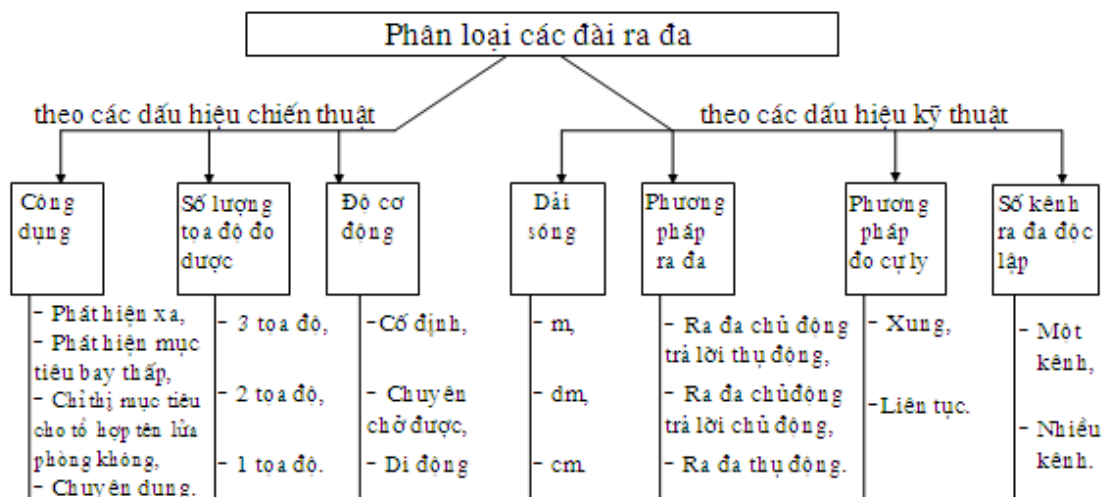 Phân loại các đài ra đa
theo các dấu hiệu chiến thuật
theo các dấu hiệu kỹ thuật
Công
dụng
Số lượng
tọa độ đo
dược
Độ cơ
động
Dải
sóng
Phương
pháp
ra đa
Phương
pháp
đo cự ly
Số kênh
ra đa độc
lập
- Phát hiện xa,
- Phát hiện mục
tiêu bay thấp,
- Chỉ thị mục tiêu
cho tổ hợp tên lửa
phòng không,
- Chuyên dung.
- 3 tọa độ,
- 2 tọa độ,
- 1 tọa độ.
-Cố định,
- Chuyên
chở được,
- Di động
- m,
- dm,
- cm.
- Ra đa chủ động
trả lời thụ động,
- Ra đa chủđộng
trả lời chủ động,
- Ra đa thụ động.
- Xung,
-Liên tục.
- Một
kênh,
- Nhiều
kênh.